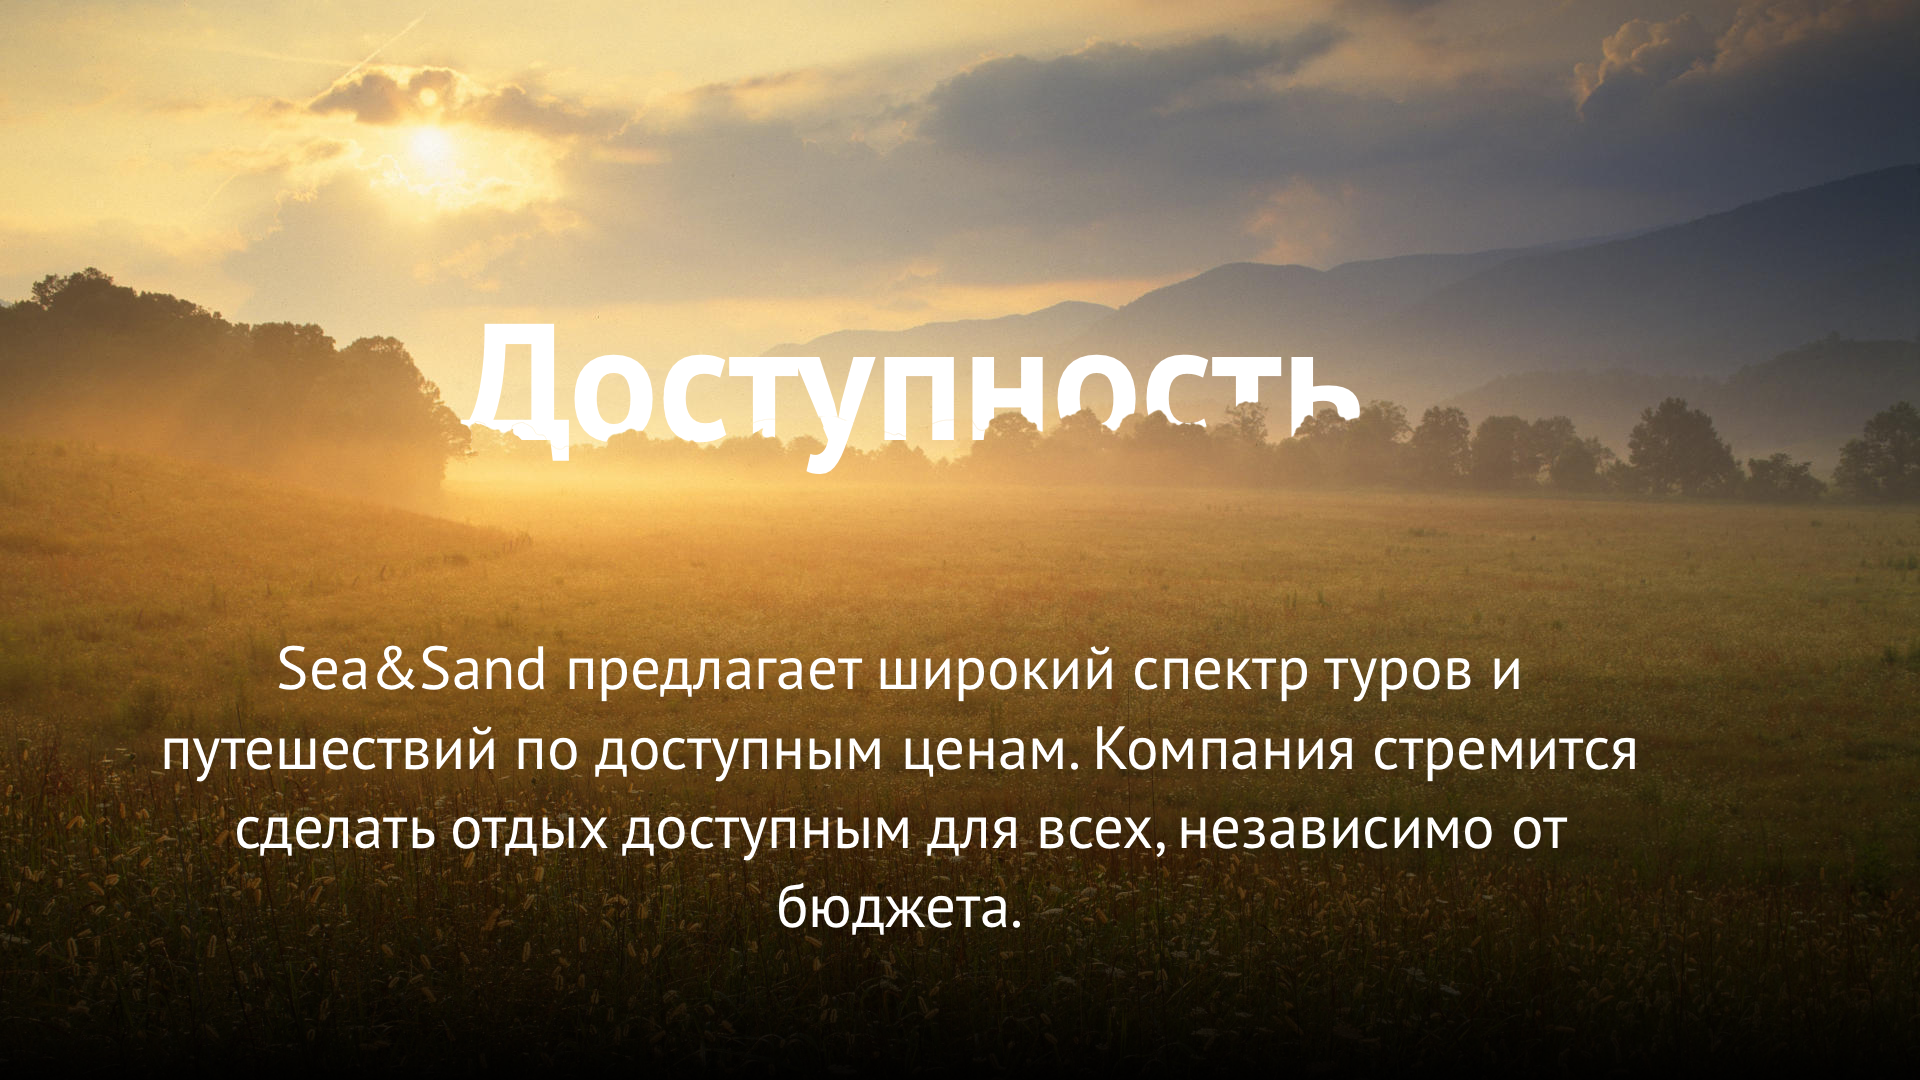 Доступность
Sea&Sand предлагает широкий спектр туров и
путешествий по доступным ценам. Компания стремится
сделать отдых доступным для всех, независимо от
бюджета.